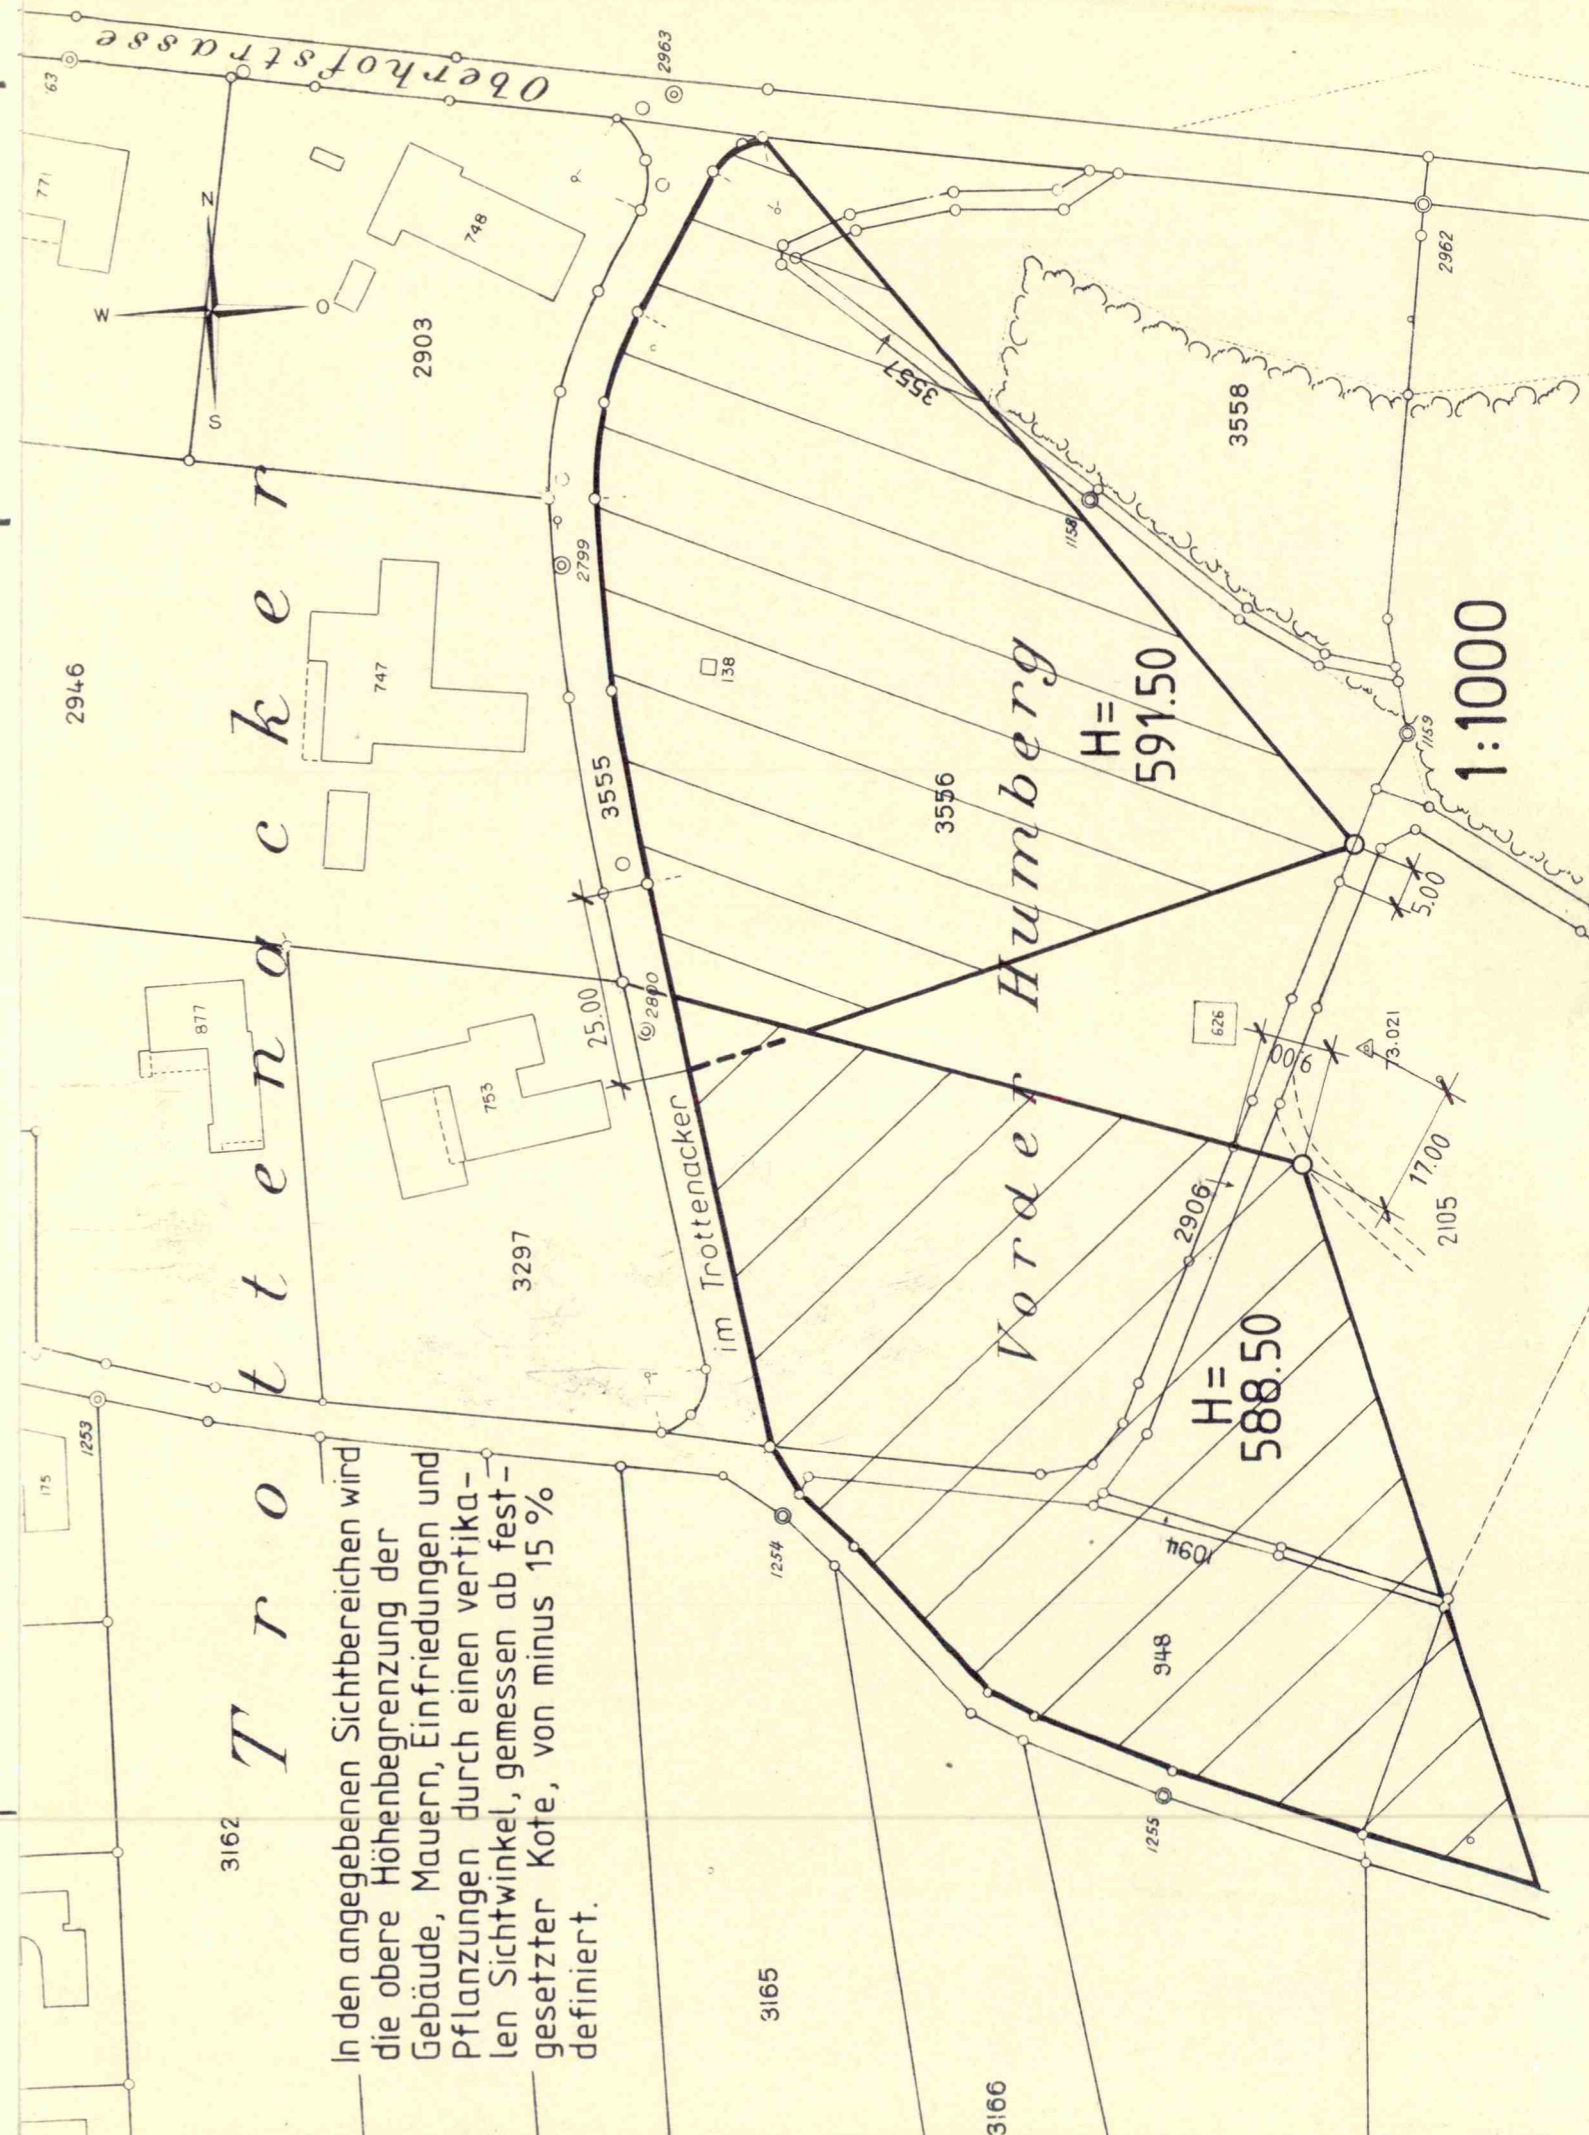 Oberhofstrasse
Trottenacker
Vorder Humberg
im Trottenacker
In den angegebenen Sichtbereichen wird
die obere Höhenbegrenzung der
Gebäude, Mauern, Einfriedungen und
Pflanzungen durch einen vertika-
len Sichtwinkel, gemessen ab fest-
gesetzter Kote, von minus 15 %
definiert.
H=
591.50
H=
588.50
1:1000
N
W
O
S
63
771
748
2963
2903
2946
747
2799
138
3555
3556
3557
3558
2962
1158
1159
5.00
877
753
25.00
2800
626
9.00
73.021
17.00
2105
2906
3297
1253
175
1254
1094
948
1255
3162
3165
3166